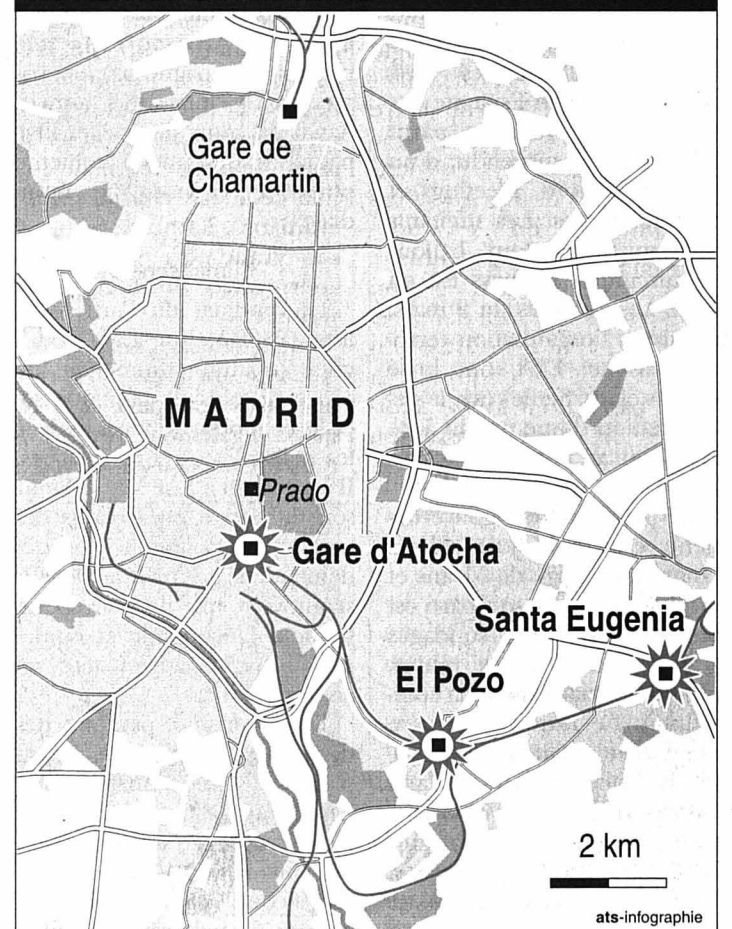 Gare de
Chamartin
MADRID
Prado
Gare d'Atocha
Santa Eugenia
El Pozo
2 km
ats-infographie